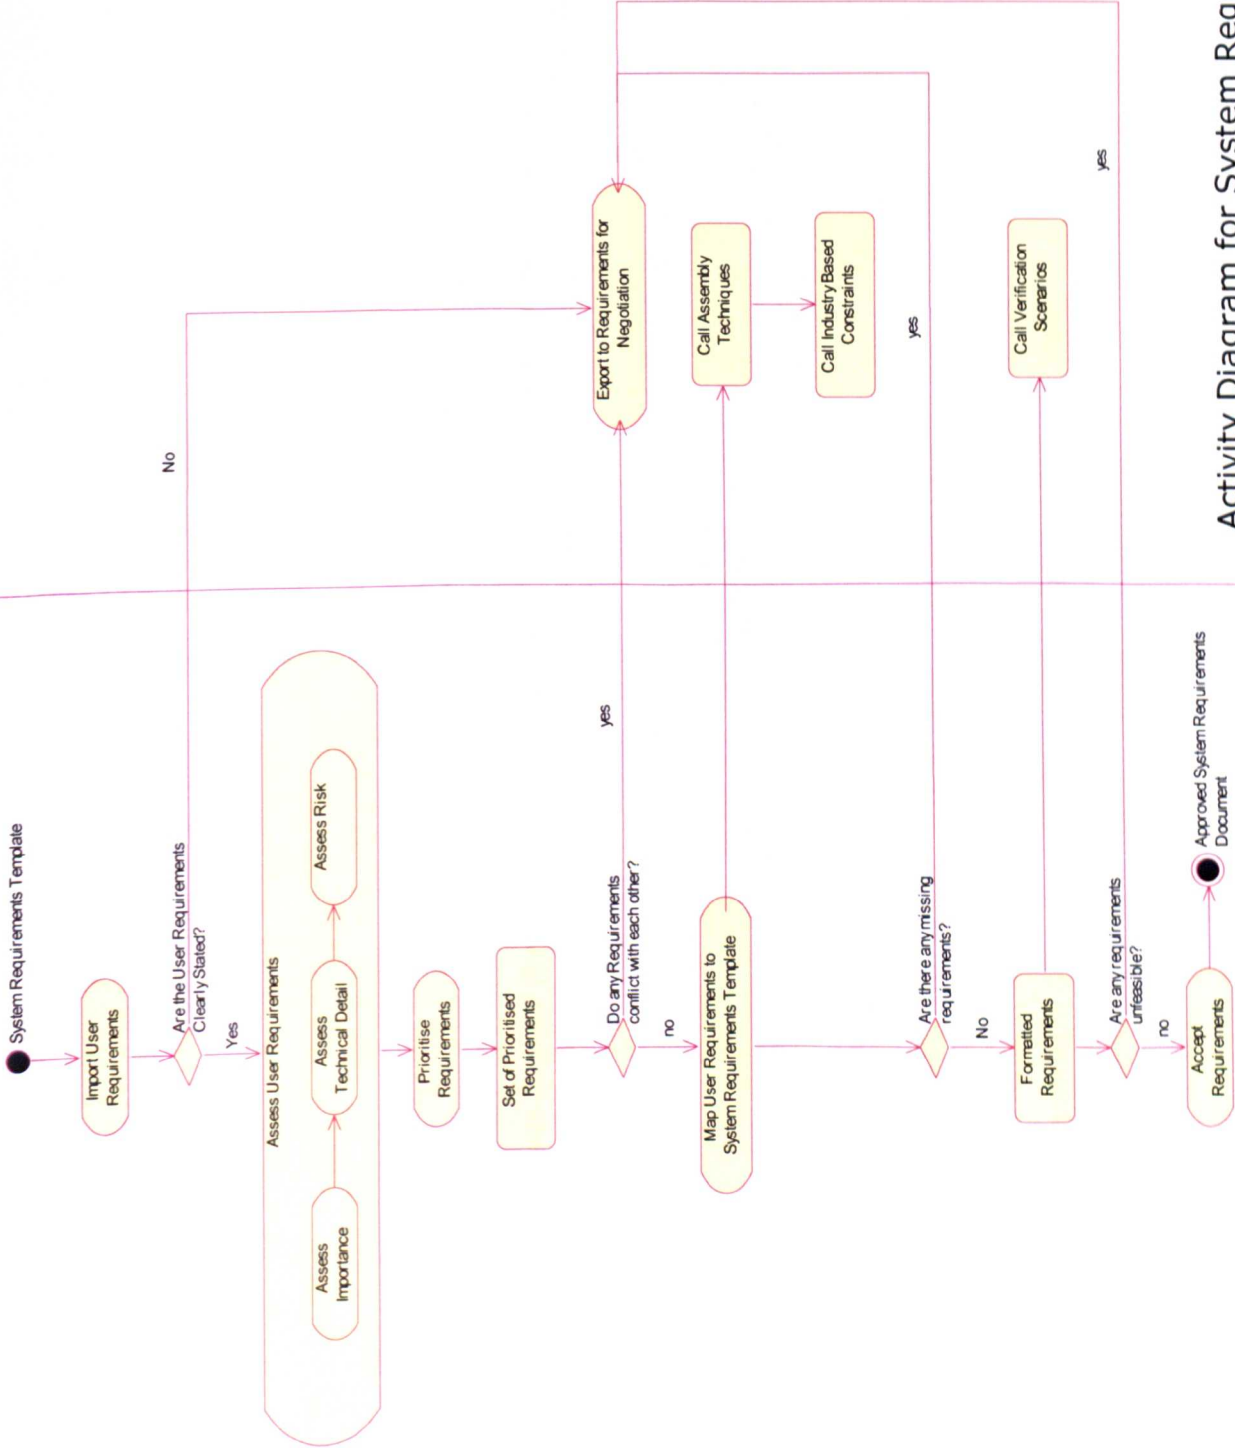 System Requirements Template
Import User
Requirements
Are the User Requirements
Clearly Stated?
No
Yes
Assess User Requirements
Assess
Importance
Assess
Technical Detail
Assess Risk
Prioritise
Requirements
Set of Prioritised
Requirements
Do any Requirements
conflict with each other?
yes
no
Export to Requirements for
Negotiation
Map User Requirements to
System Requirements Template
Call Assembly
Techniques
Call Industry Based
Constraints
Are there any missing
requirements?
yes
No
Formatted
Requirements
Call Verification
Scenarios
Are any requirements
unfeasible?
yes
no
Accept
Requirements
Approved System Requirements
Document
Activity Diagram for System Req